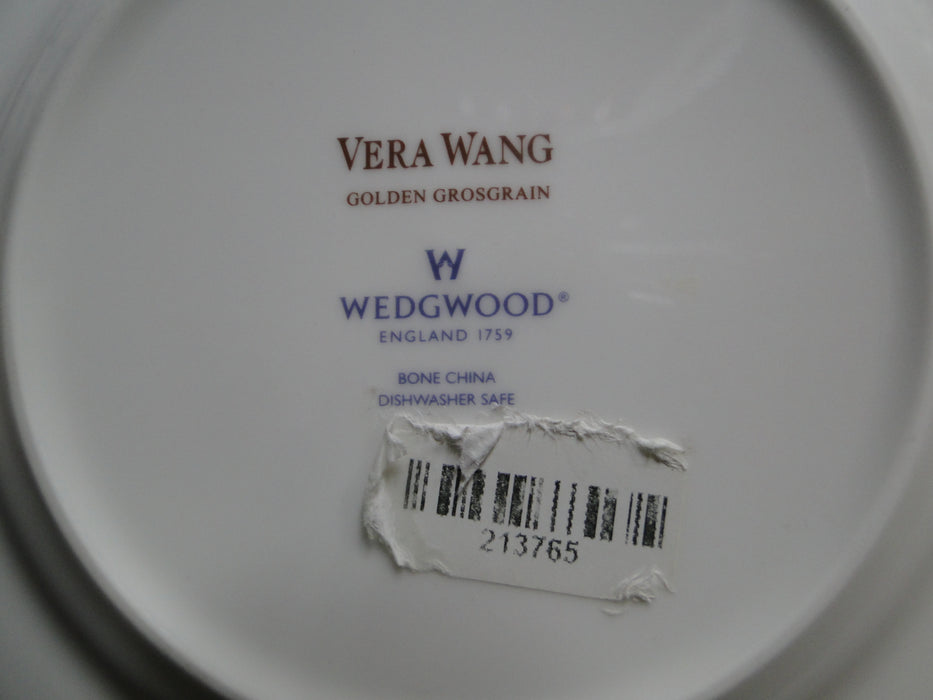 VERA WANG
GOLDEN GROSGRAIN
W
WEDGWOOD®
ENGLAND 1759
BONE CHINA
DISHWASHER SAFE
213765